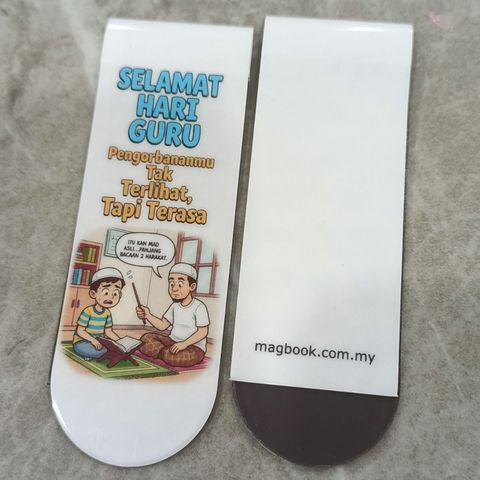 SELAMAT
HARI
GURU
Pengorbananmu
Tak
Terlihat,
Tapi Terasa
ITU KAN MAD
ASLI...PANJANG
BACAAN 2 HARAKAT.
magbook.com.my